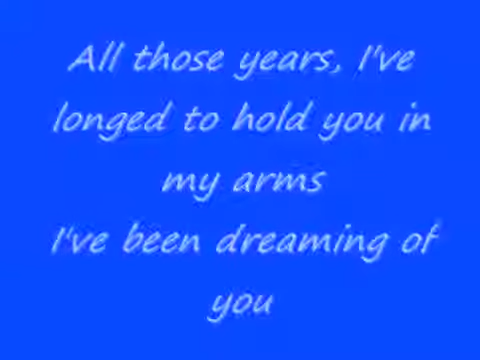 All those years, I've
longed to hold you in
my arms
I've been dreaming of
you